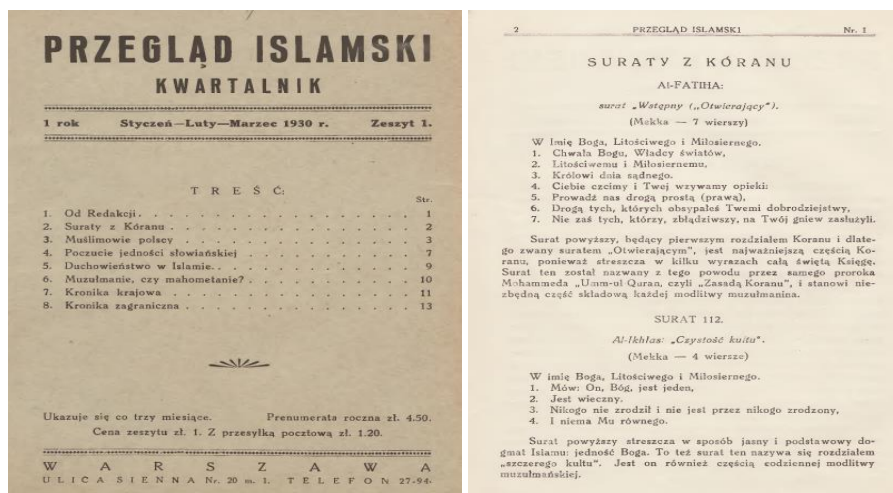 PRZEGLĄD ISLAMSKI
KWARTALNIK
1 rok Styczeń—Luty—Marzec 1930 r. Zeszyt 1.
TREŚĆ:
Str.
1. Od Redakcji . . . . . . . . . . . . . . . . . . 1
2. Suraty z Kóranu . . . . . . . . . . . . . . . . 2
3. Muślimowie polscy . . . . . . . . . . . . . . . 3
4. Poczucie jedności słowiańskiej . . . . . . . . . 7
5. Duchowieństwo w Islamie. . . . . . . . . . . . 9
6. Muzułmanie, czy mahometanie? . . . . . . . . . 10
7. Kronika krajowa . . . . . . . . . . . . . . . . 11
8. Kronika zagraniczna . . . . . . . . . . . . . . 13
Ukazuje się co trzy miesiące. Prenumerata roczna zł. 4.50.
Cena zeszytu zł. 1. Z przesyłką pocztową zł. 1.20.
WARSZAWA
ULICA SIENNA Nr. 20 m. 1. TELEFON 27-94.
2 PRZEGLĄD ISLAMSKI Nr. 1
SURATY Z KÓRANU
Al-FATIHA:
surat „Wstępny („Otwierający").
(Mekka — 7 wierszy)
W Imię Boga, Litościwego i Miłosiernego.
1. Chwała Bogu, Władcy światów,
2. Litościwemu i Miłosiernemu,
3. Królowi dnia sądnego.
4. Ciebie czcimy i Twej wzywamy opieki:
5. Prowadź nas drogą prostą (prawą),
6. Drogą tych, których obsypałeś Twemi dobrodziejstwy,
7. Nie zaś tych, którzy, zbłądziwszy, na Twój gniew zasłużyli.
Surat powyższy, będący pierwszym rozdziałem Koranu i dlate-
go zwany suratem „Otwierającym", jest najważniejszą częścią Ko-
ranu, ponieważ streszcza w kilku wyrazach całą świętą Księgę.
Surat ten został nazwany z tego powodu przez samego proroka
Mohammeda „Umm-ul Quran, czyli „Zasadą Koranu", i stanowi nie-
zbędną część składową każdej modlitwy muzułmanina.
SURAT 112.
Al-Ikhlas: „Czystość kultu".
(Mekka — 4 wiersze)
W imię Boga, Litościwego i Miłosiernego.
1. Mów: On, Bóg, jest jeden,
2. Jest wieczny.
3. Nikogo nie zrodził i nie jest przez nikogo zrodzony,
4. I niema Mu równego.
Surat powyższy streszcza w sposób jasny i podstawowy do-
gmat Islamu: jedność Boga. To też surat ten nazywa się rozdziałem
„szczerego kultu". Jest on również częścią codziennej modlitwy
muzułmańskiej.